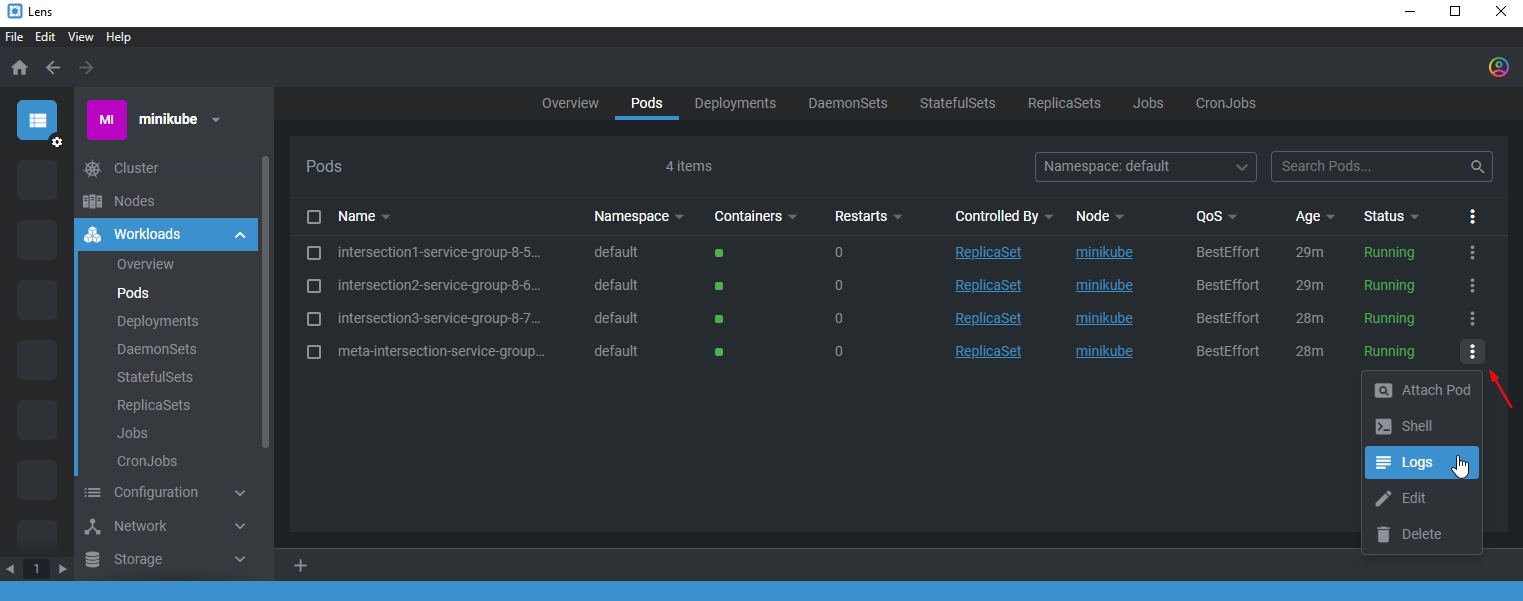 Lens
File Edit View Help
MI minikube
Cluster
Nodes
Workloads
Overview
Pods
Deployments
DaemonSets
StatefulSets
ReplicaSets
Jobs
CronJobs
Configuration
Network
Storage
1
Overview Pods Deployments DaemonSets StatefulSets ReplicaSets Jobs CronJobs
Pods 4 items Namespace: default Search Pods...
Name Namespace Containers Restarts Controlled By Node QoS Age Status
intersection1-service-group-8-5... default 0 ReplicaSet minikube BestEffort 29m Running
intersection2-service-group-8-6... default 0 ReplicaSet minikube BestEffort 29m Running
intersection3-service-group-8-7... default 0 ReplicaSet minikube BestEffort 28m Running
meta-intersection-service-group... default 0 ReplicaSet minikube BestEffort 28m Running
Attach Pod
Shell
Logs
Edit
Delete